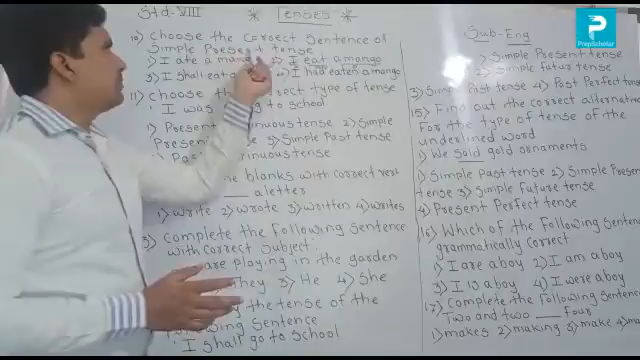 Std-VIII
* Tenses *
Sub-Eng
PrepScholar
10) choose the correct sentence of
Simple Present tense
1) I ate a mango 2) I eat a mango
3) I shall eat a 4) I had eaten a mango
11) choose the correct type of tense
I was to school
1) Present nuous tense 2) Simple
Present 3) Simple Past tense
4) Past continuous tense
blanks with correct verb
____ a letter
1) write 2) wrote 3) written 4) writes
3) Complete the following sentence
with correct subject.
are playing in the garden
They 3) He 4) She
the tense of the
Following sentence
I shall go to school
1) Simple Present tense
2) Simple futur tense
3) Simple Past tense 4) Past Perfect tense
15) Find out the correct alternative
For the type of tense of the
underlined word
We sold gold ornaments
1) Simple Past tense 2) Simple Present
tense 3) Simple Future tense
4) Present Perfect tense
16) Which of the Following Sentence
grammatically correct
1) I are a boy 2) I am a boy
3) I is a boy 4) I were a boy
17) Complete the Following Sentence
Two and two ____ Four
1) makes 2) making 3) make 4)